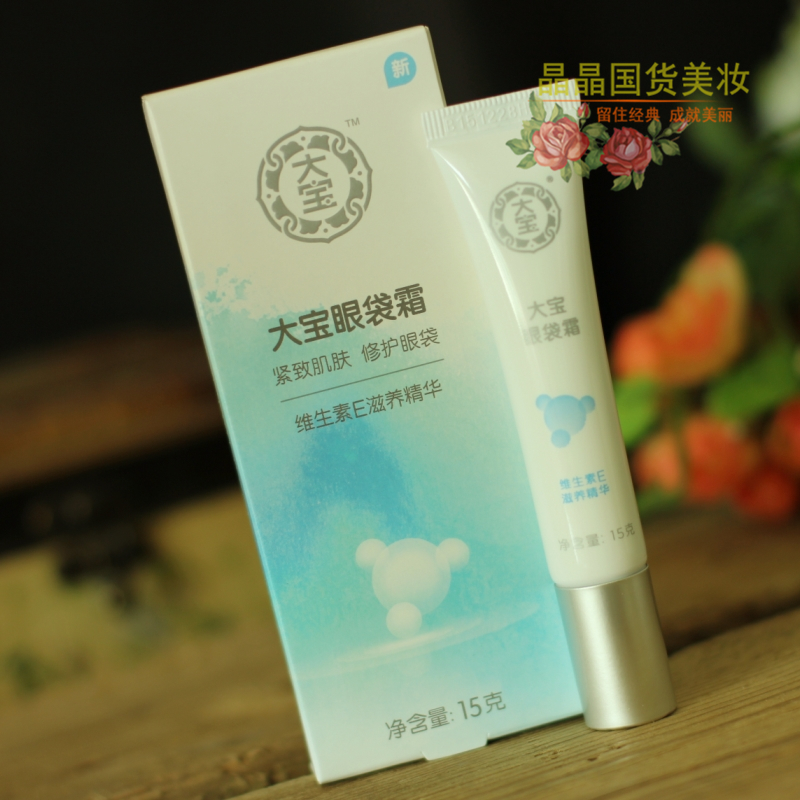 新
晶晶国货美妆
留住经典 成就美丽
TM
大宝
大宝眼袋霜
紧致肌肤 修护眼袋
维生素E滋养精华
净含量: 15克
大宝
®
大宝
眼袋霜
维生素E
滋养精华
净含量: 15克